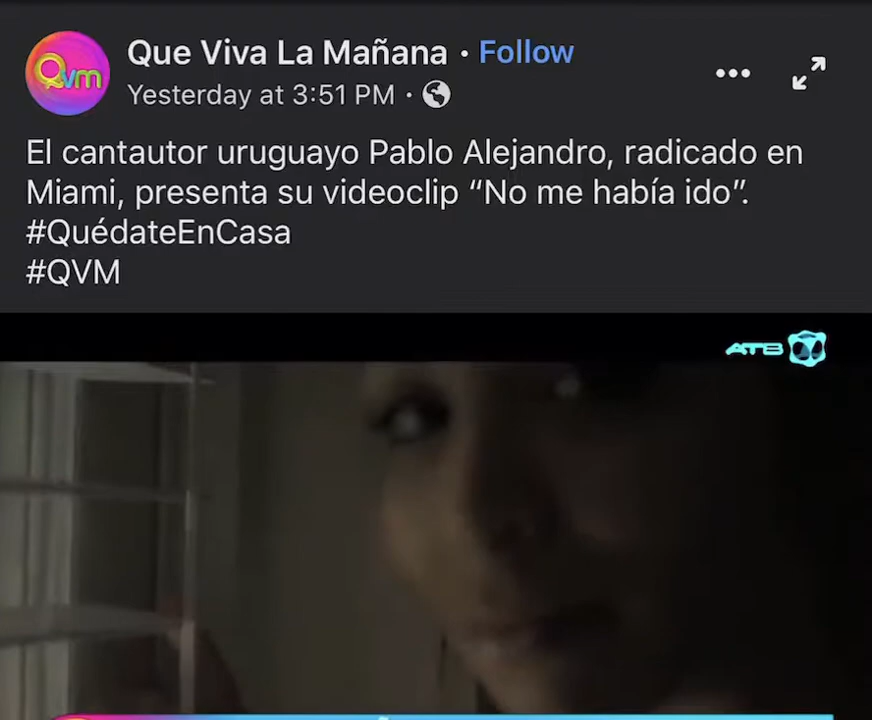 Qvm
Que Viva La Mañana · Follow
Yesterday at 3:51 PM ·
El cantautor uruguayo Pablo Alejandro, radicado en
Miami, presenta su videoclip “No me había ido”.
#QuédateEnCasa
#QVM
ATB